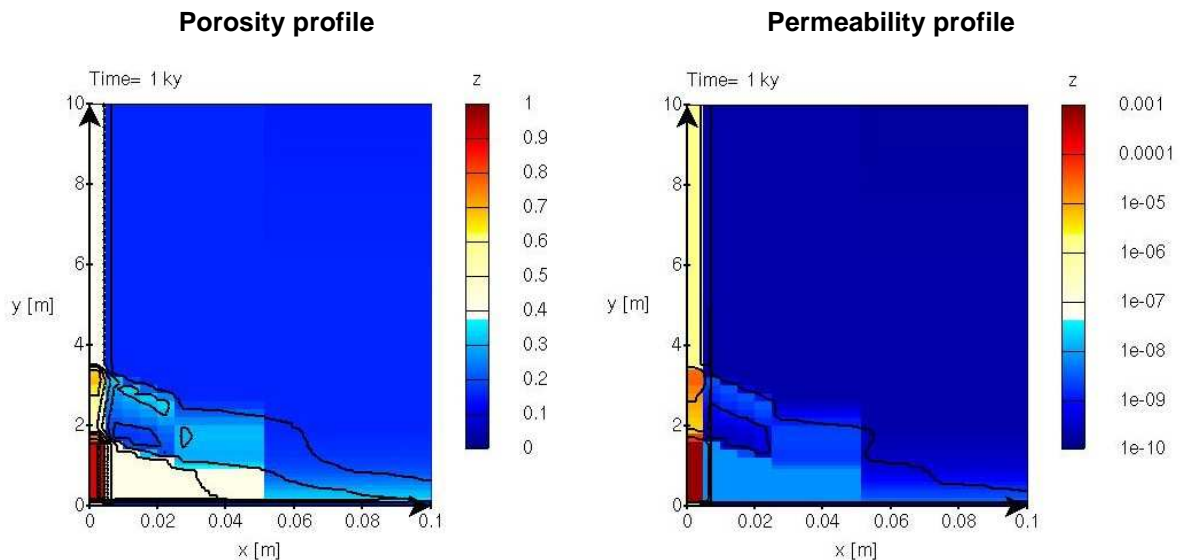 Porosity profile
Time= 1 ky
z
10
8
6
4
2
0
y [m]
0
0.02
0.04
0.06
0.08
0.1
x [m]
1
0.9
0.8
0.7
0.6
0.5
0.4
0.3
0.2
0.1
0
Permeability profile
Time= 1 ky
z
10
8
6
4
2
0
y [m]
0
0.02
0.04
0.06
0.08
0.1
x [m]
0.001
0.0001
1e-05
1e-06
1e-07
1e-08
1e-09
1e-10